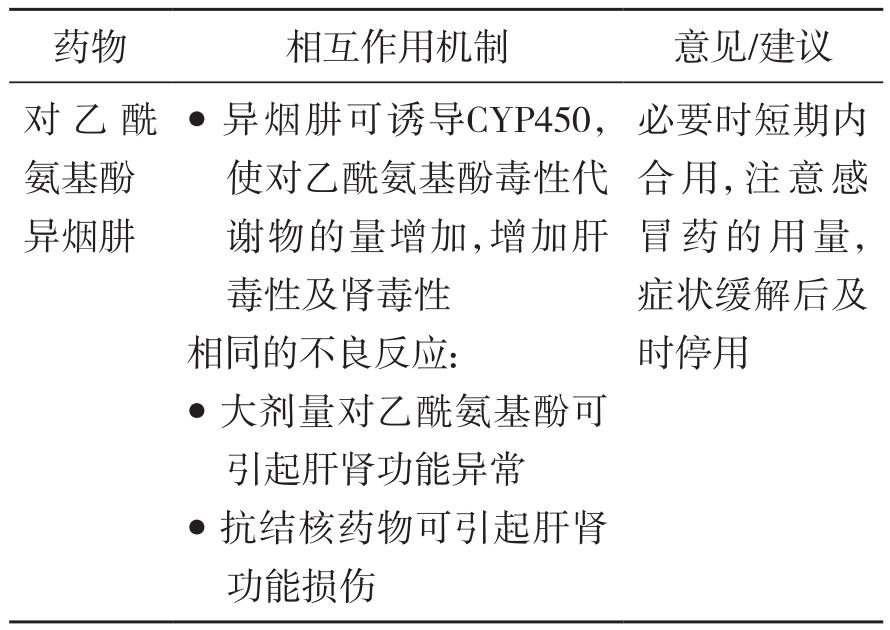 药物 相互作用机制 意见/建议
对乙酰
氨基酚
异烟肼
● 异烟肼可诱导CYP450，
使对乙酰氨基酚毒性代
谢物的量增加，增加肝
毒性及肾毒性
相同的不良反应：
● 大剂量对乙酰氨基酚可
引起肝肾功能异常
● 抗结核药物可引起肝肾
功能损伤
必要时短期内
合用，注意感
冒药的用量，
症状缓解后及
时停用